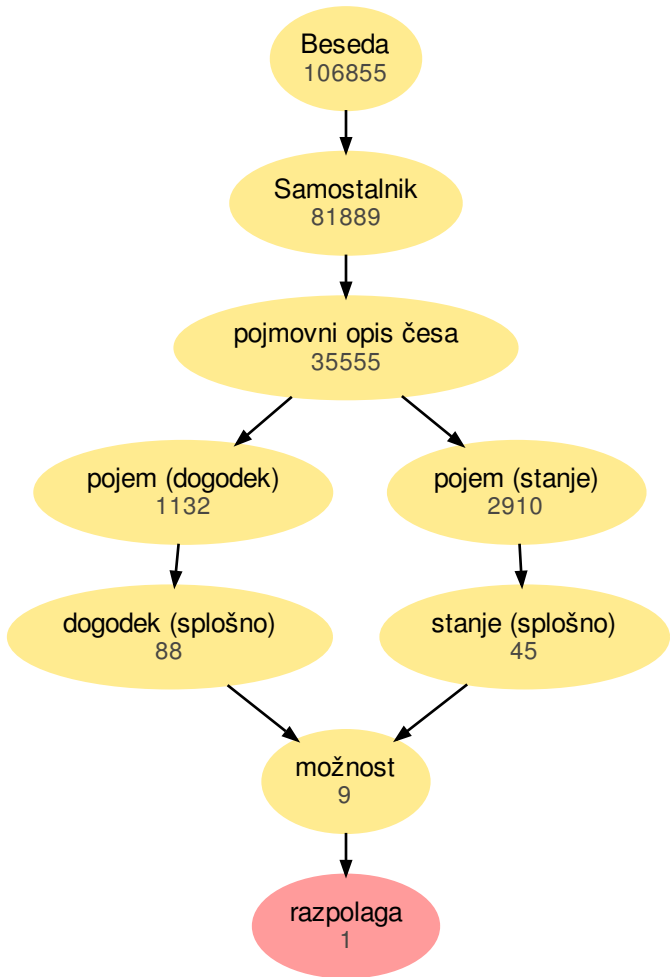 Beseda
106855
Samostalnik
81889
pojmovni opis česa
35555
pojem (dogodek)
1132
pojem (stanje)
2910
dogodek (splošno)
88
stanje (splošno)
45
možnost
9
razpolaga
1